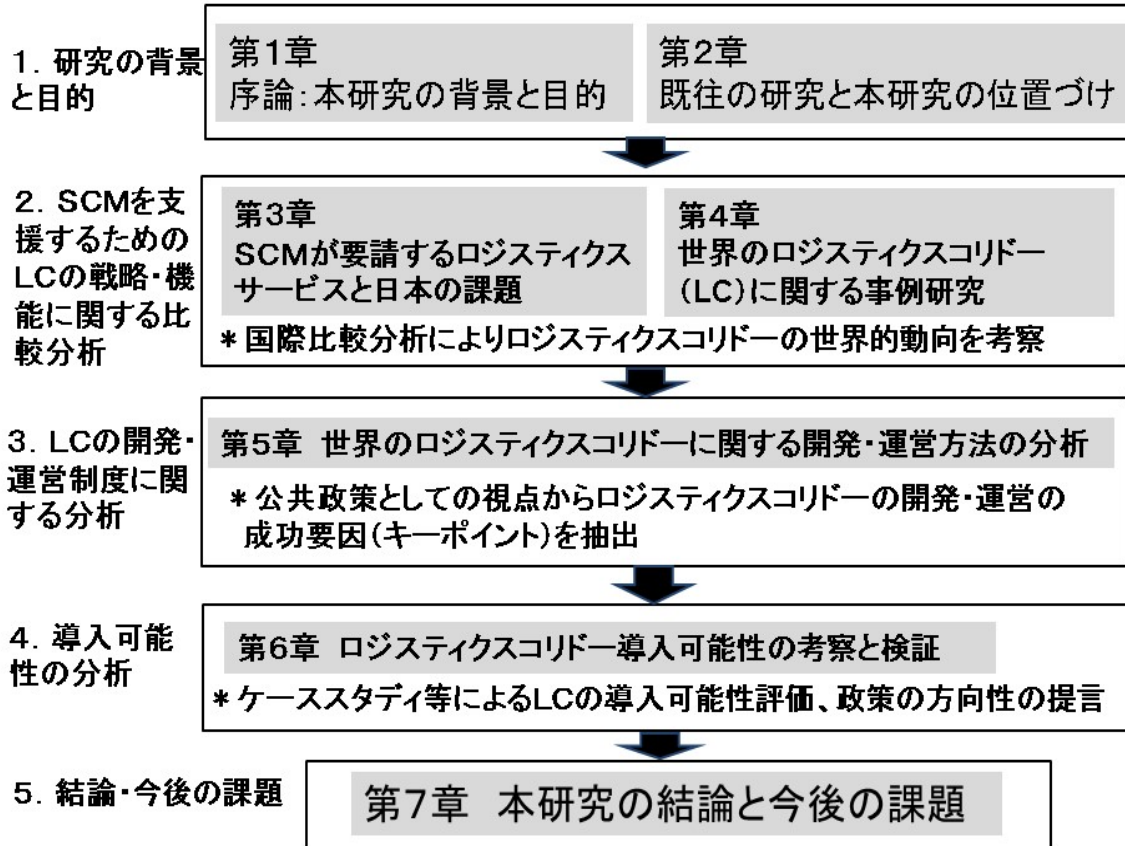 1．研究の背景
と目的
第1章
序論：本研究の背景と目的
第2章
既往の研究と本研究の位置づけ
2．SCMを支
援するための
LCの戦略・機
能に関する比
較分析
第3章
SCMが要請するロジスティクス
サービスと日本の課題
第4章
世界のロジスティクスコリドー
（LC）に関する事例研究
＊国際比較分析によりロジスティクスコリドーの世界的動向を考察
3．LCの開発・
運営制度に関
する分析
第5章 世界のロジスティクスコリドーに関する開発・運営方法の分析
＊公共政策としての視点からロジスティクスコリドーの開発・運営の
成功要因（キーポイント）を抽出
4．導入可能
性の分析
第6章 ロジスティクスコリドー導入可能性の考察と検証
＊ケーススタディ等によるLCの導入可能性評価、政策の方向性の提言
5．結論・今後の課題
第7章 本研究の結論と今後の課題